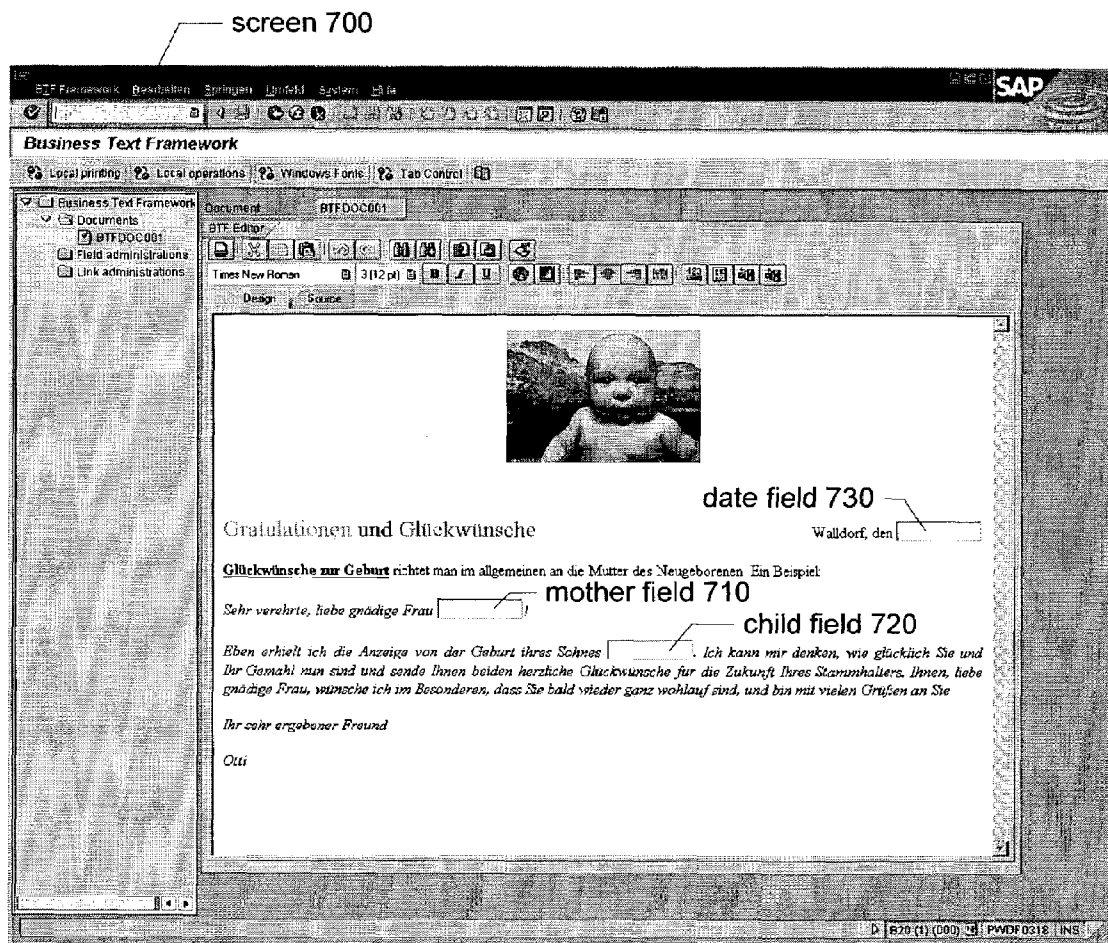 screen 700
BTF Framework Bearbeiten Springen Umfeld System Hilfe
SAP
Business Text Framework
Local printing Local operations Windows Fonts Tab Control
Business Text Framework
Documents
BTFDOC001
Field administrations
Link administrations
Document BTFDOC001
BTF Editor
Times New Roman 3 (12 pt) B I U
Design Source
date field 730
Gratulationen und Glückwünsche
Walldorf, den
Glückwünsche zur Geburt richtet man im allgemeinen an die Mutter des Neugeborenen. Ein Beispiel:
mother field 710
Sehr verehrte, liebe gnädige Frau !
child field 720
Eben erhielt ich die Anzeige von der Geburt ihres Sohnes . Ich kann mir denken, wie glücklich Sie und
Ihr Gemahl nun sind und sende Ihnen beiden herzliche Glückwünsche für die Zukunft Ihres Stammhalters. Ihnen, liebe
gnädige Frau, wünsche ich im Besonderen, dass Sie bald wieder ganz wohlauf sind, und bin mit vielen Grüßen an Sie
Ihr sehr ergebener Freund
Otti
B20 (1) (000) PWDF0318 INS